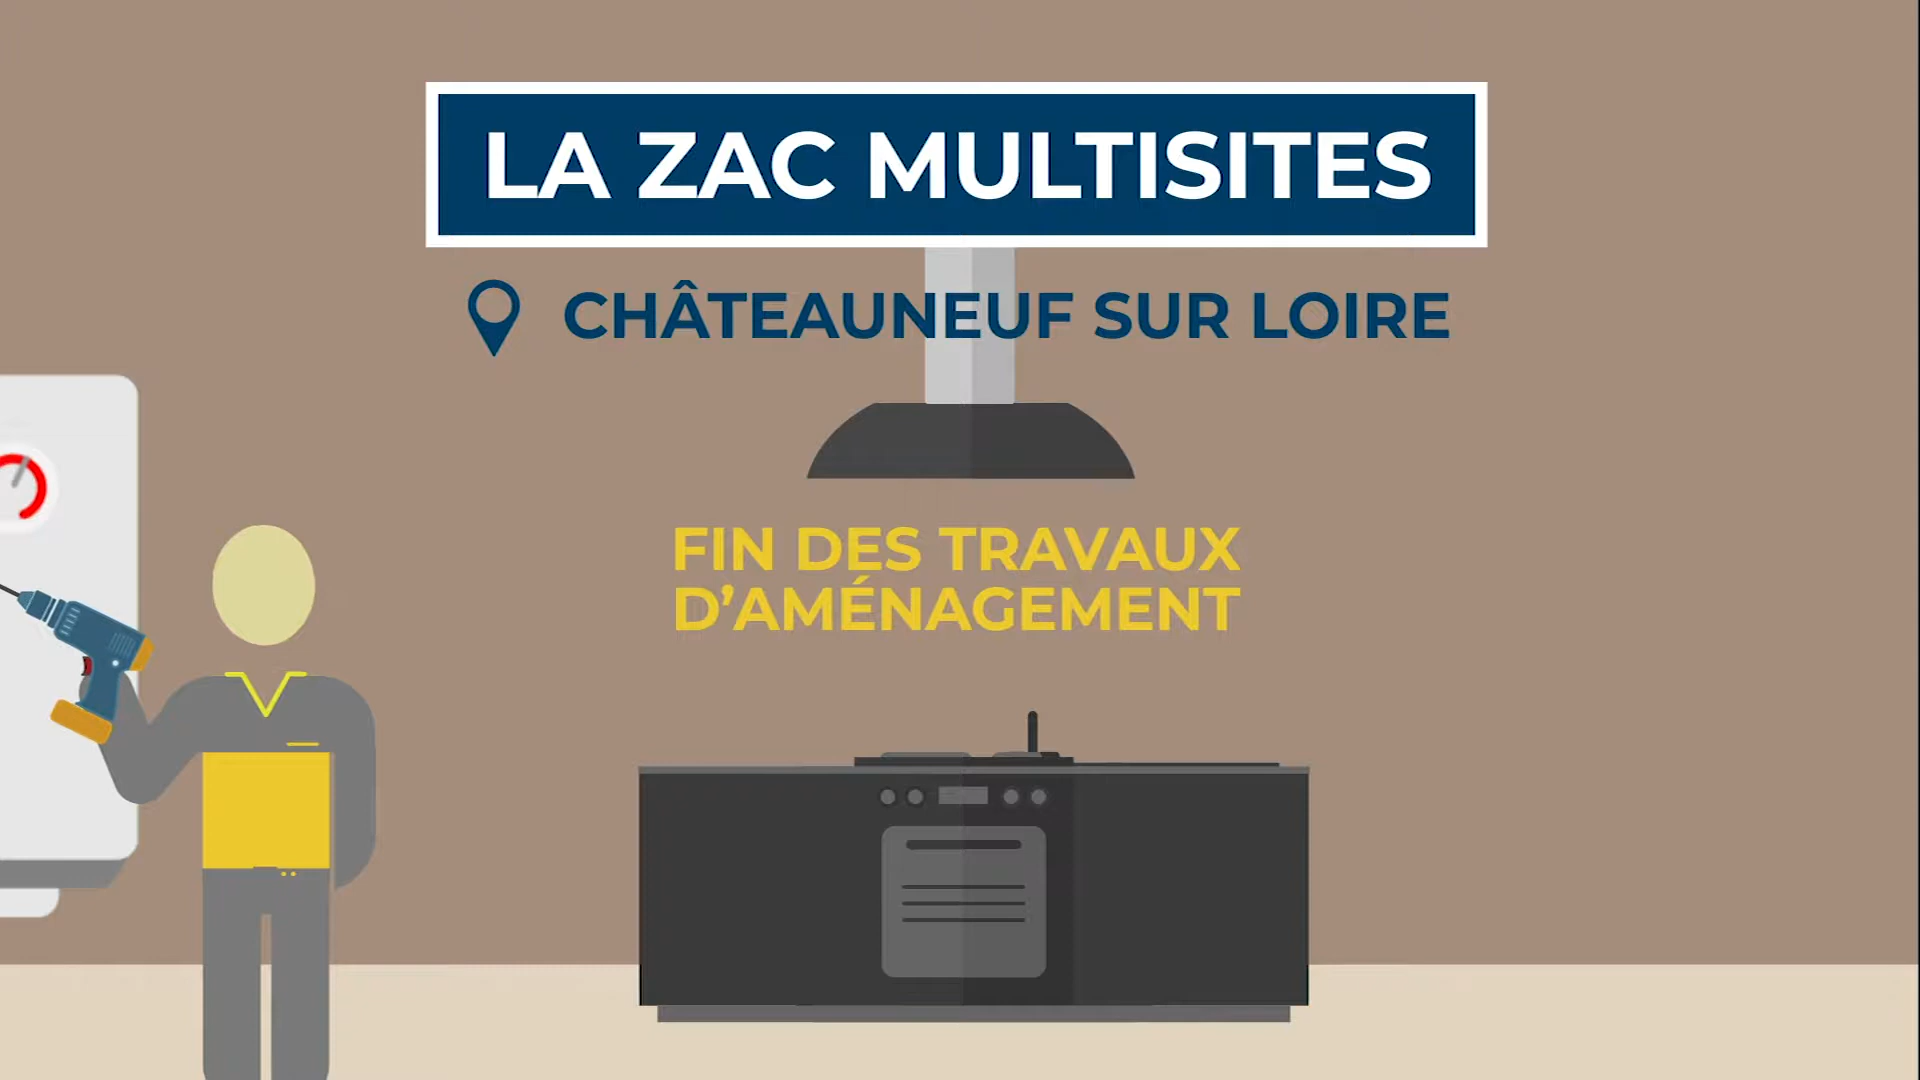 LA ZAC MULTISITES
CHÂTEAUNEUF SUR LOIRE
FIN DES TRAVAUX
D’AMÉNAGEMENT